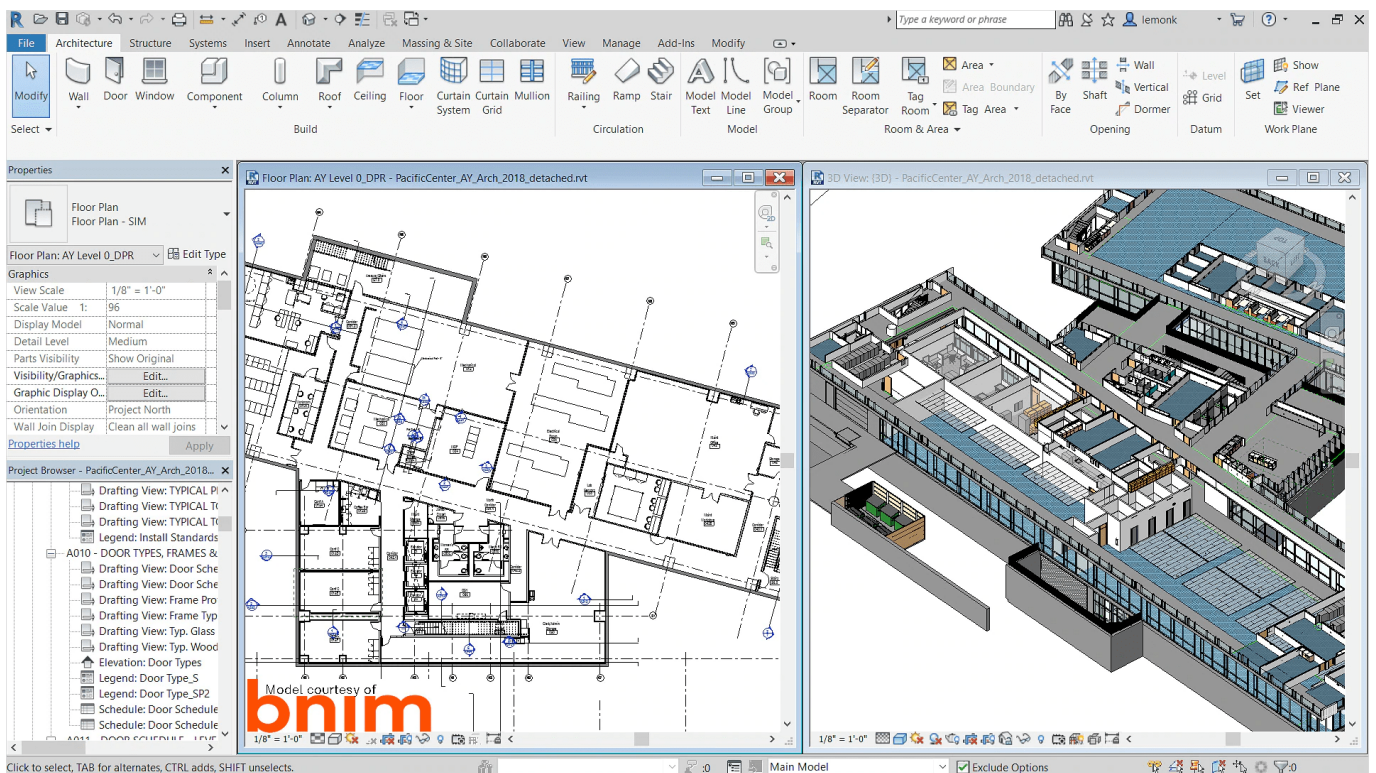 Type a keyword or phrase
lemonk
File Architecture Structure Systems Insert Annotate Analyze Massing & Site Collaborate View Manage Add-Ins Modify
Modify
Wall
Door
Window
Component
Column
Roof
Ceiling
Floor
Curtain System
Curtain Grid
Mullion
Railing
Ramp
Stair
Model Text
Model Line
Model Group
Room
Room Separator
Tag Room
Area
Area Boundary
Tag Area
By Face
Shaft
Wall
Vertical
Dormer
Level
Grid
Set
Show
Ref Plane
Viewer
Select
Build
Circulation
Model
Room & Area
Opening
Datum
Work Plane
Properties
Floor Plan
Floor Plan - SIM
Floor Plan: AY Level 0_DPR
Edit Type
Graphics
View Scale 1/8" = 1'-0"
Scale Value 1: 96
Display Model Normal
Detail Level Medium
Parts Visibility Show Original
Visibility/Graphics... Edit...
Graphic Display O... Edit...
Orientation Project North
Wall Join Display Clean all wall joins
Properties help
Apply
Project Browser - PacificCenter_AY_Arch_2018...
Drafting View: TYPICAL
Drafting View: TYPICAL
Drafting View: TYPICAL
Legend: Install Standards
A010 - DOOR TYPES, FRAMES &
Drafting View: Door Sche
Drafting View: Door Sche
Drafting View: Frame Pro
Drafting View: Frame Typ
Drafting View: Typ. Glass
Drafting View: Typ. Wood
Elevation: Door Types
Legend: Door Type_S
Legend: Door Type_SP2
Schedule: Door Schedule
Schedule: Door Schedule
Floor Plan: AY Level 0_DPR - PacificCenter_AY_Arch_2018_detached.rvt
2D
Model courtesy of
bnim
1/8" = 1'-0"
3D View: {3D} - PacificCenter_AY_Arch_2018_detached.rvt
1/8" = 1'-0"
Click to select, TAB for alternates, CTRL adds, SHIFT unselects.
:0
Main Model
Exclude Options
:0